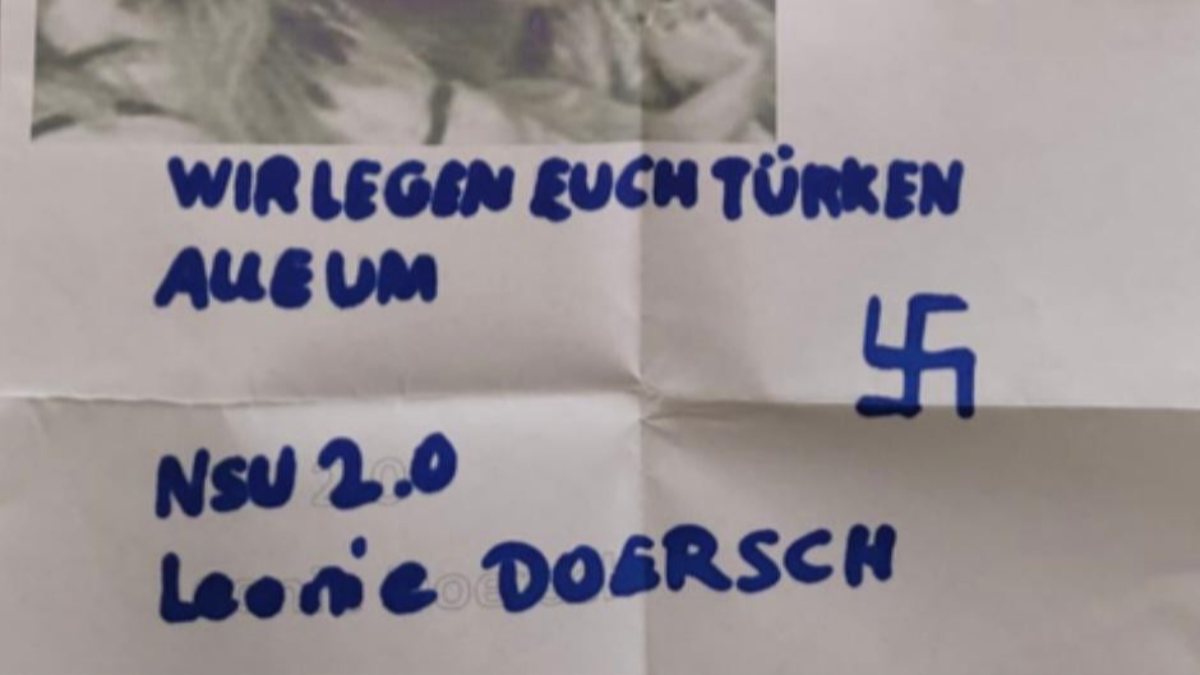 WIR LEGEN EUCH TÜRKEN
ALLE UM
NSU 2.0
Leonie DOERSCH